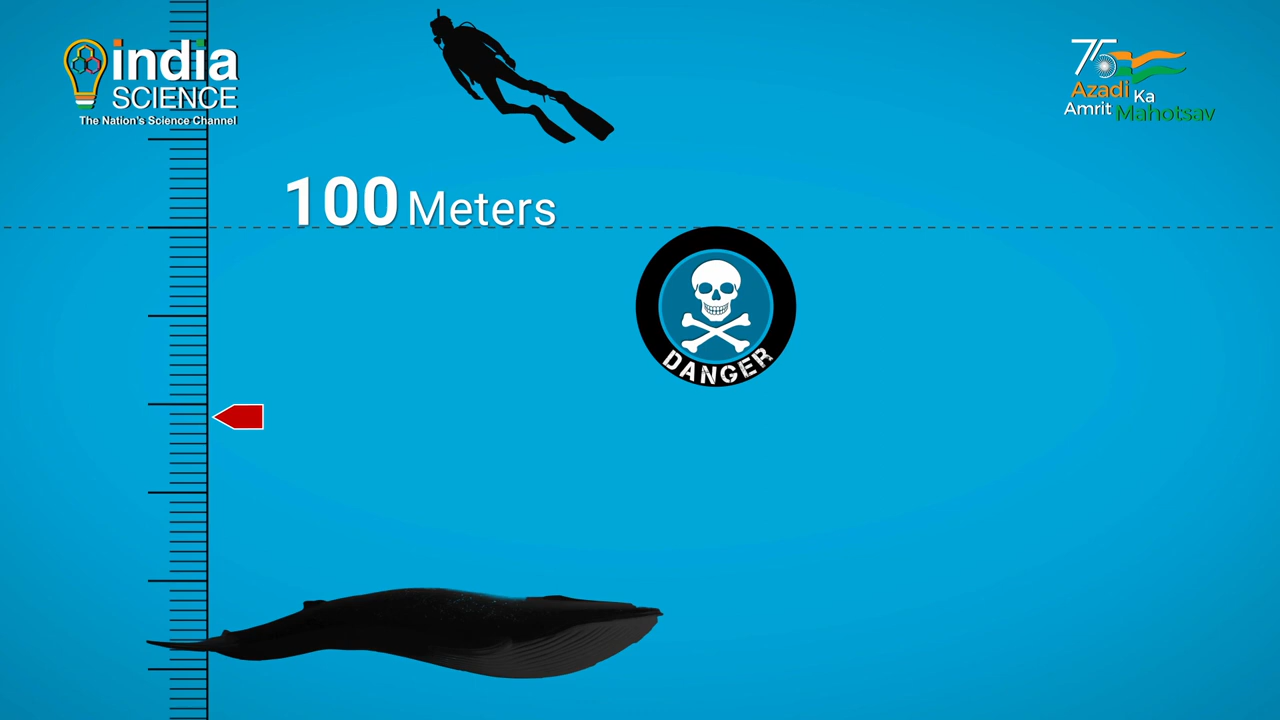 india
SCIENCE
The Nation's Science Channel
75
Azadi Ka
Amrit Mahotsav
100 Meters
DANGER